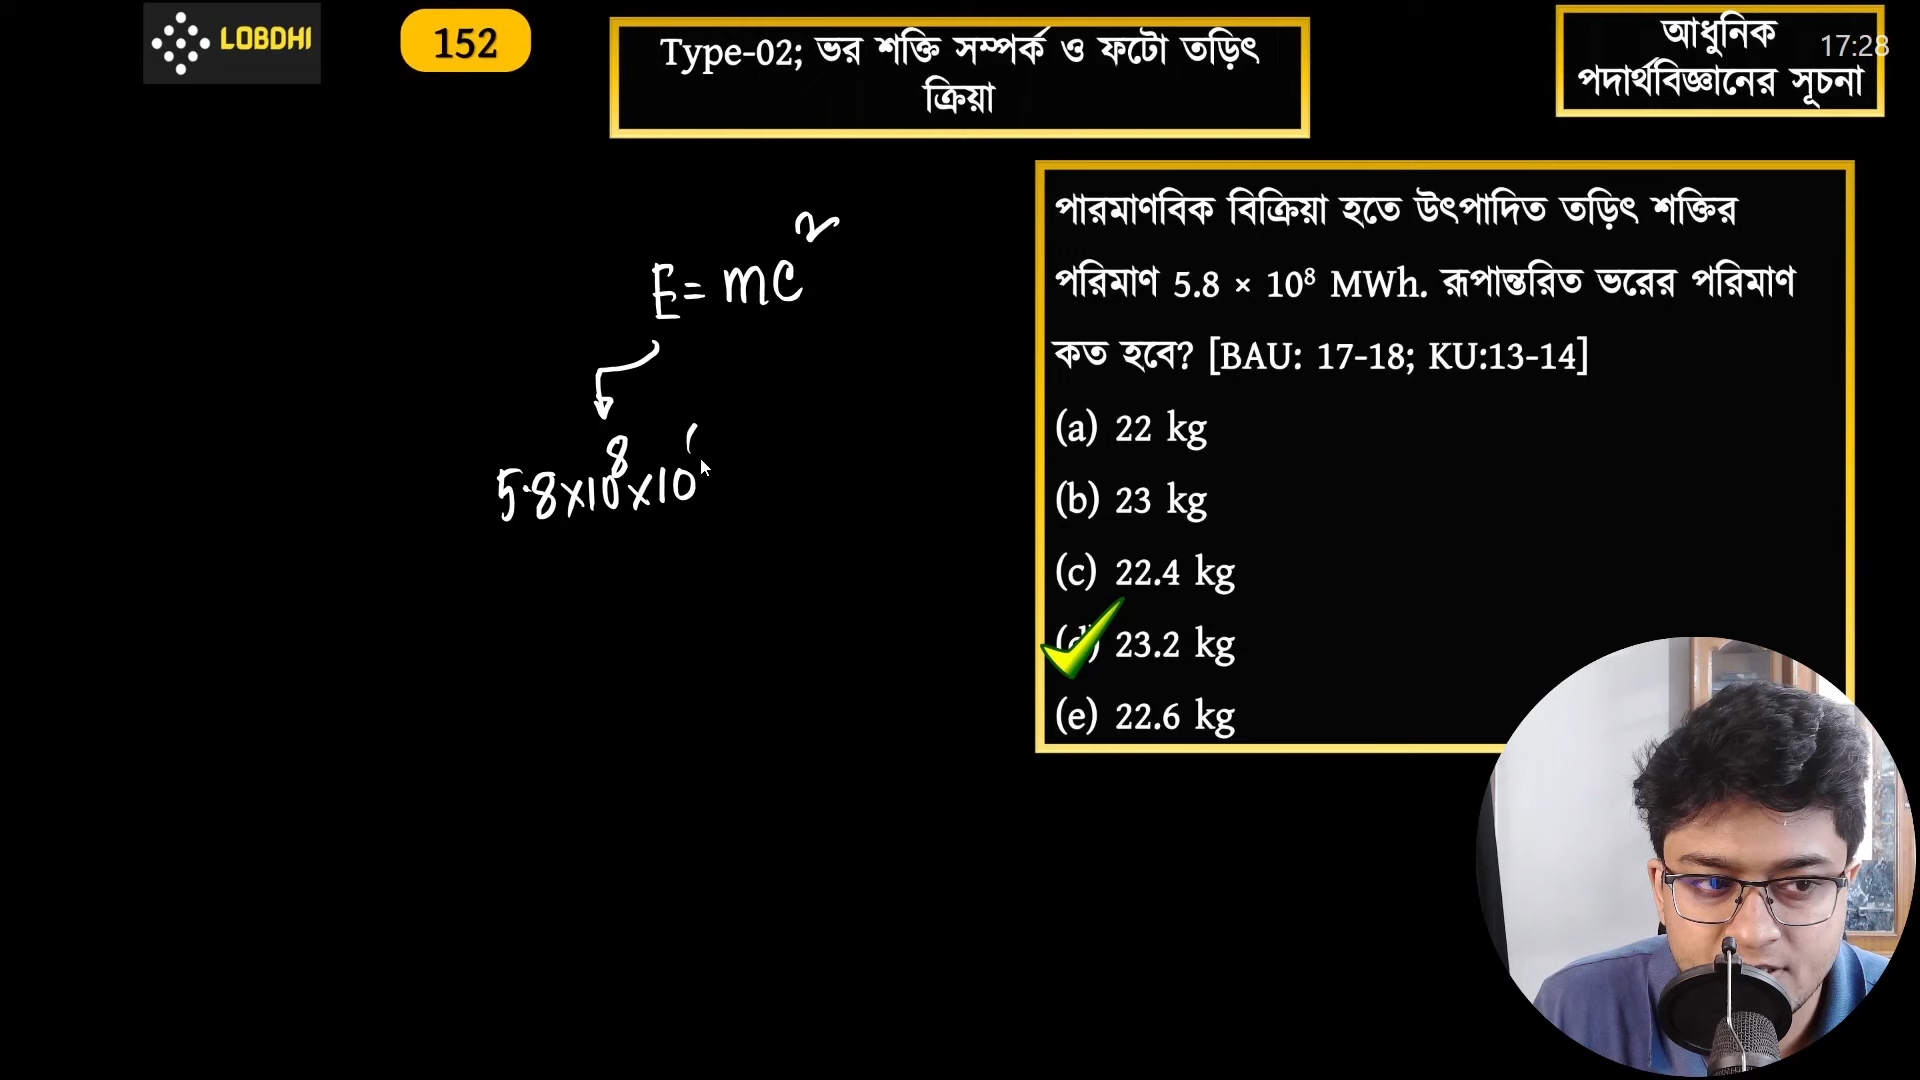 LOBDHI
152
Type-02; ভর শক্তি সম্পর্ক ও ফটো তড়িৎ
ক্রিয়া
আধুনিক
পদার্থবিজ্ঞানের সূচনা
17:28
E = mc²
5.8×10⁸×10
পারমাণবিক বিক্রিয়া হতে উৎপাদিত তড়িৎ শক্তির
পরিমাণ 5.8 × 10⁸ MWh. রূপান্তরিত ভরের পরিমাণ
কত হবে? [BAU: 17-18; KU:13-14]
(a) 22 kg
(b) 23 kg
(c) 22.4 kg
(d) 23.2 kg
(e) 22.6 kg